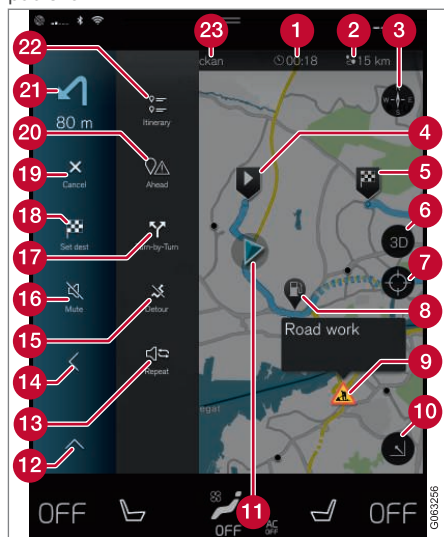 23
1
2
3
22
ckan
00:18
15 km
21
80 m
Itinerary
20
4
5
Ahead
19
Cancel
18
6
3D
Set dest
17
urn-by-Turn
7
16
8
Mute
15
Detour
Road work
14
13
Repeat
9
egat
12
10
11
OFF
OFF
AC
OFF
OFF
G063256